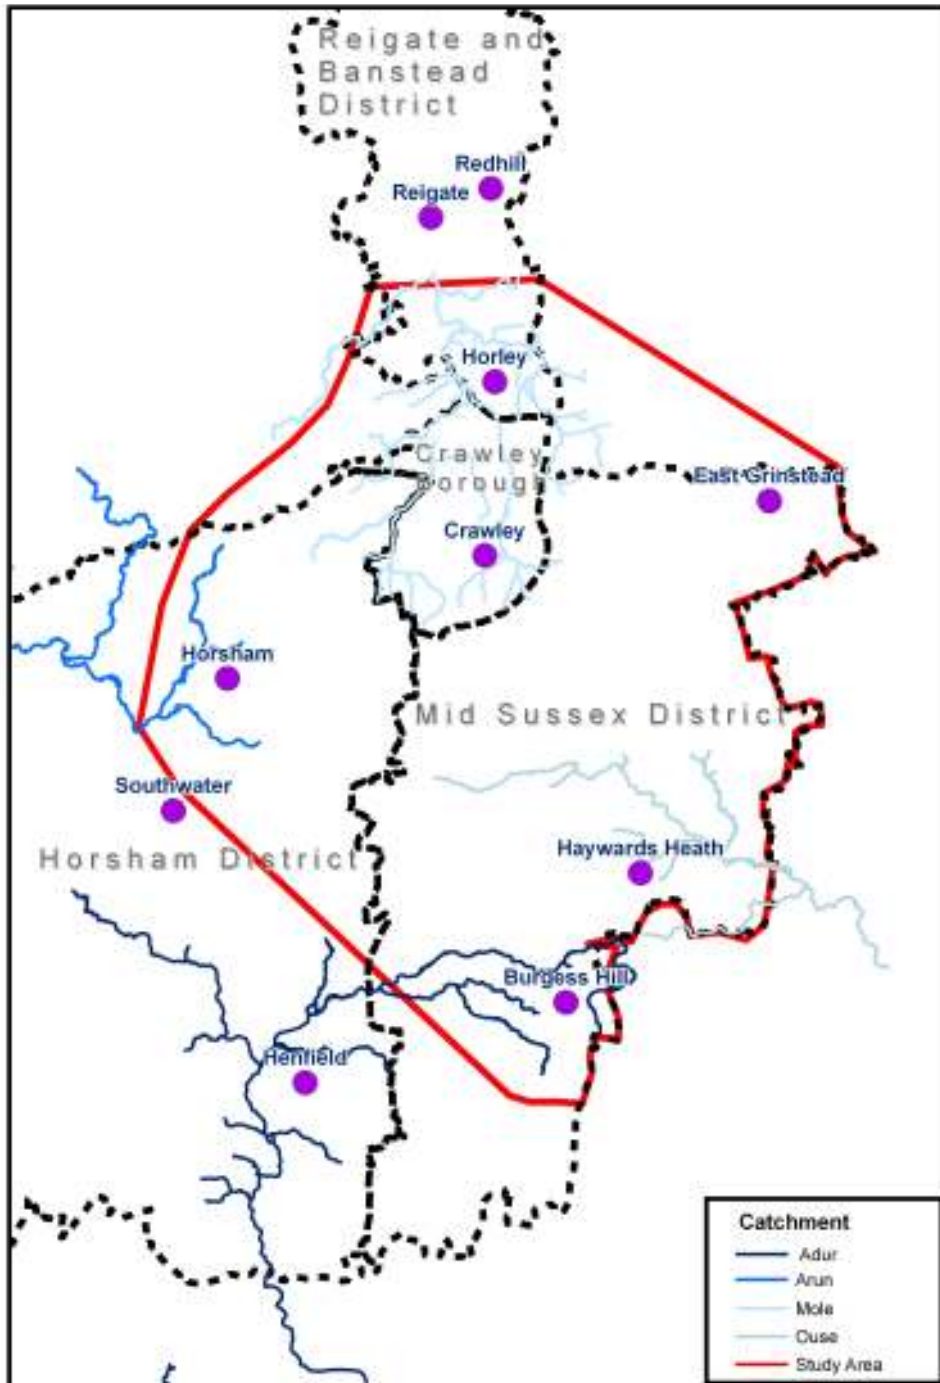 Reigate and
Banstead
District
Redhill
Reigate
Horley
Crawley
Borough
East Grinstead
Crawley
Horsham
Mid Sussex District
Southwater
Haywards Heath
Horsham District
Burgess Hill
Henfield
Catchment
Adur
Arun
Mole
Ouse
Study Area